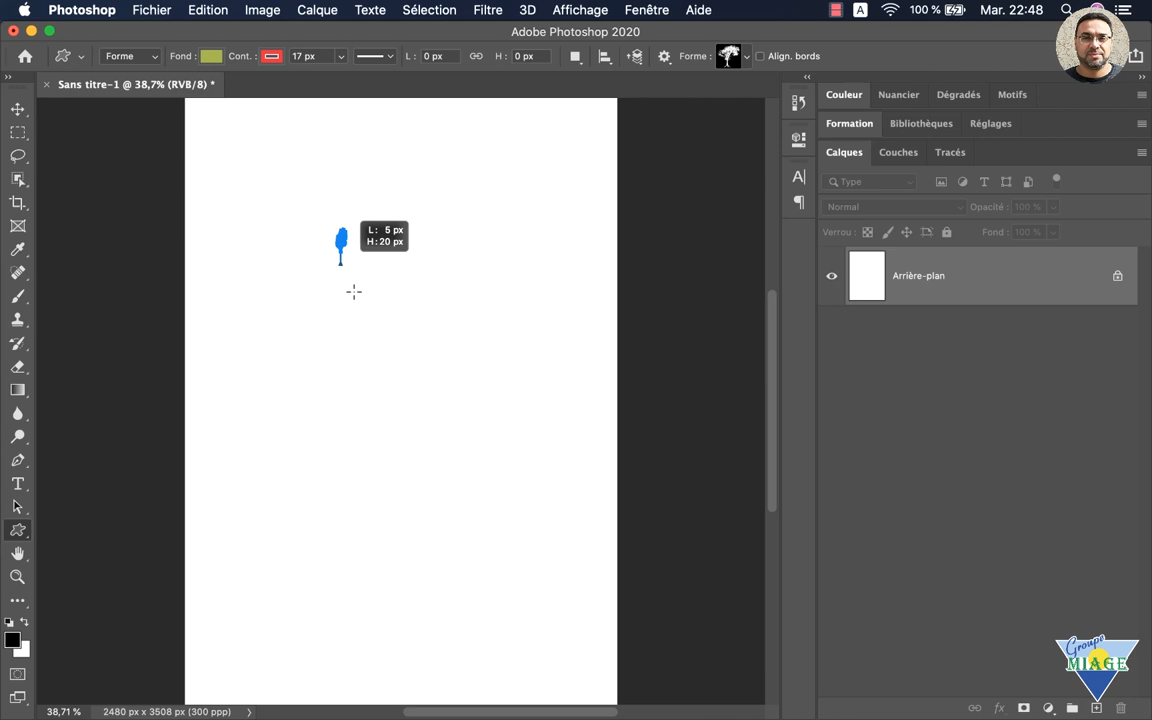 Photoshop Fichier Edition Image Calque Texte Sélection Filtre 3D Affichage Fenêtre Aide A 100 % Mar. 22:48
Adobe Photoshop 2020
Forme Fond : Cont. : 17 px L : 0 px H : 0 px Forme : Align. bords
Sans titre-1 @ 38,7% (RVB/8) *
Couleur Nuancier Dégradés Motifs
Formation Bibliothèques Réglages
Calques Couches Tracés
Type
Normal Opacité : 100 %
Verrou : Fond : 100 %
L: 5 px
H: 20 px
Arrière-plan
Groupe
MIAGE
38,71 % 2480 px x 3508 px (300 ppp)